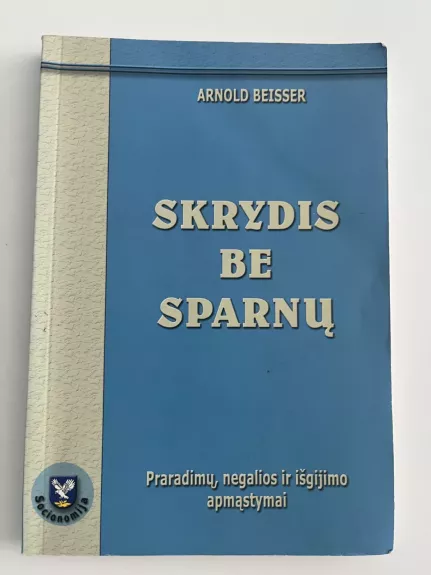 ARNOLD BEISSER
SKRYDIS
BE
SPARNŲ
Praradimų, negalios ir išgijimo
apmąstymai
Socionomija